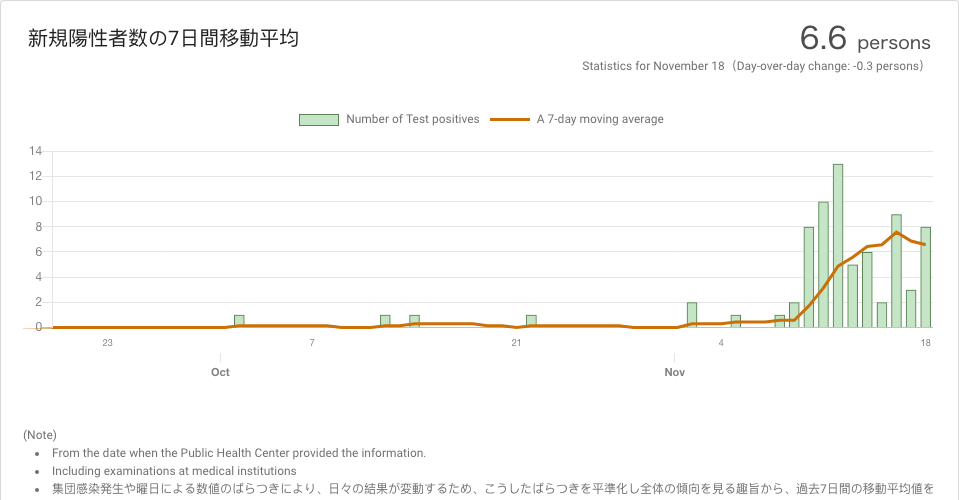 新規陽性者数の7日間移動平均
6.6 persons
Statistics for November 18（Day-over-day change: -0.3 persons）
Number of Test positives
A 7-day moving average
14
12
10
8
6
4
2
0
23
7
21
4
18
Oct
Nov
(Note)
• From the date when the Public Health Center provided the information.
• Including examinations at medical institutions
• 集団感染発生や曜日による数値のばらつきにより、日々の結果が変動するため、こうしたばらつきを平準化し全体の傾向を見る趣旨から、過去7日間の移動平均値を